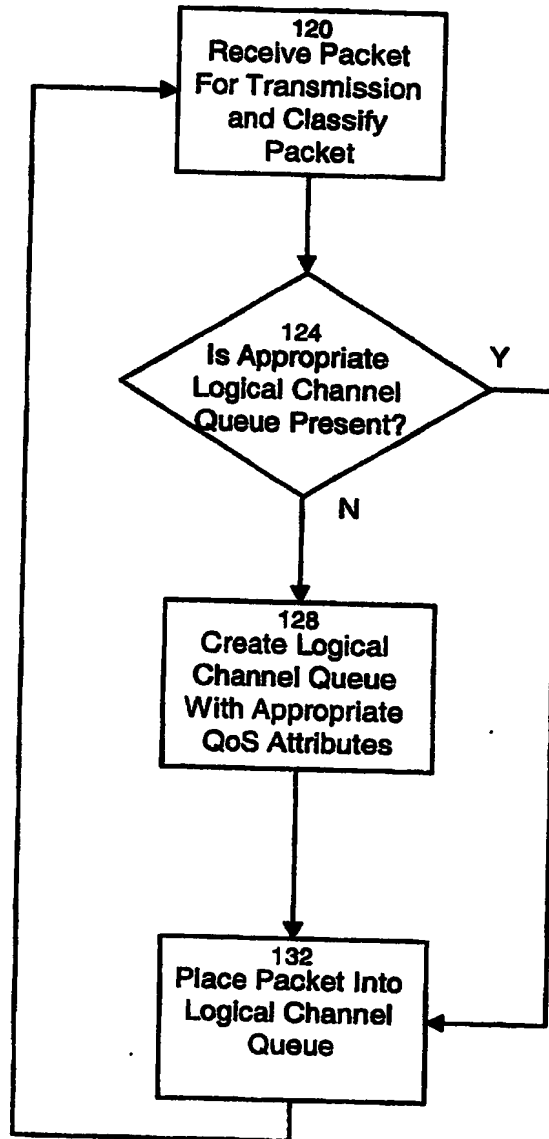 120
Receive Packet
For Transmission
and Classify
Packet
124
Is Appropriate
Logical Channel
Queue Present?
Y
N
128
Create Logical
Channel Queue
With Appropriate
QoS Attributes
132
Place Packet Into
Logical Channel
Queue